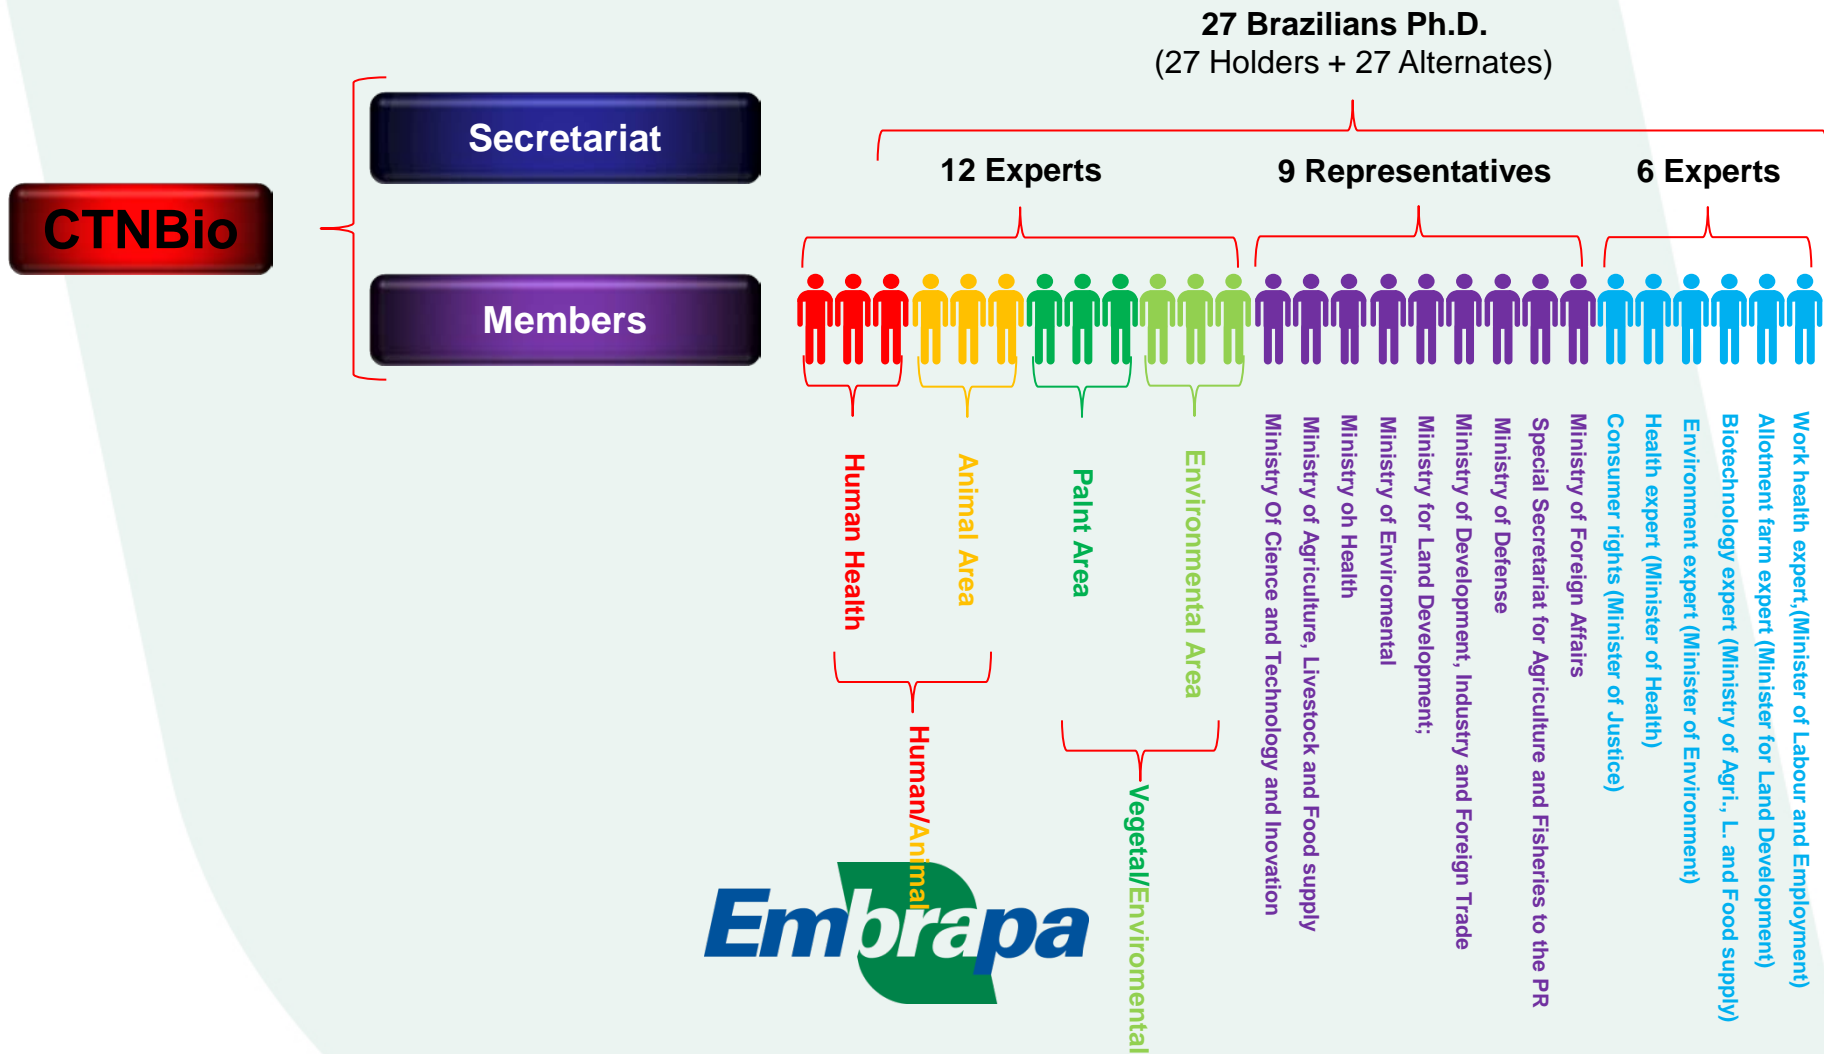 27 Brazilians Ph.D.
(27 Holders + 27 Alternates)
Secretariat
12 Experts
9 Representatives
6 Experts
CTNBio
Members
Human Health
Animal Area
Palnt Area
Environmental Area
Ministry Of Cience and Technology and Inovation
Ministry of Agriculture, Livestock and Food supply
Ministry oh Health
Ministry of Enviromental
Ministry for Land Development;
Ministry of Development, Industry and Foreign Trade
Ministry of Defense
Special Secretariat for Agriculture and Fisheries to the PR
Ministry of Foreign Affairs
Consumer rights (Minister of Justice)
Health expert (Minister of Health)
Environment expert (Minister of Environment)
Biotechnology expert (Ministry of Agri., L. and Food supply)
Allotment farm expert (Minister for Land Development)
Work health expert,(Minister of Labour and Employment)
Human/Animal
Vegetal/Enviromental
Embrapa